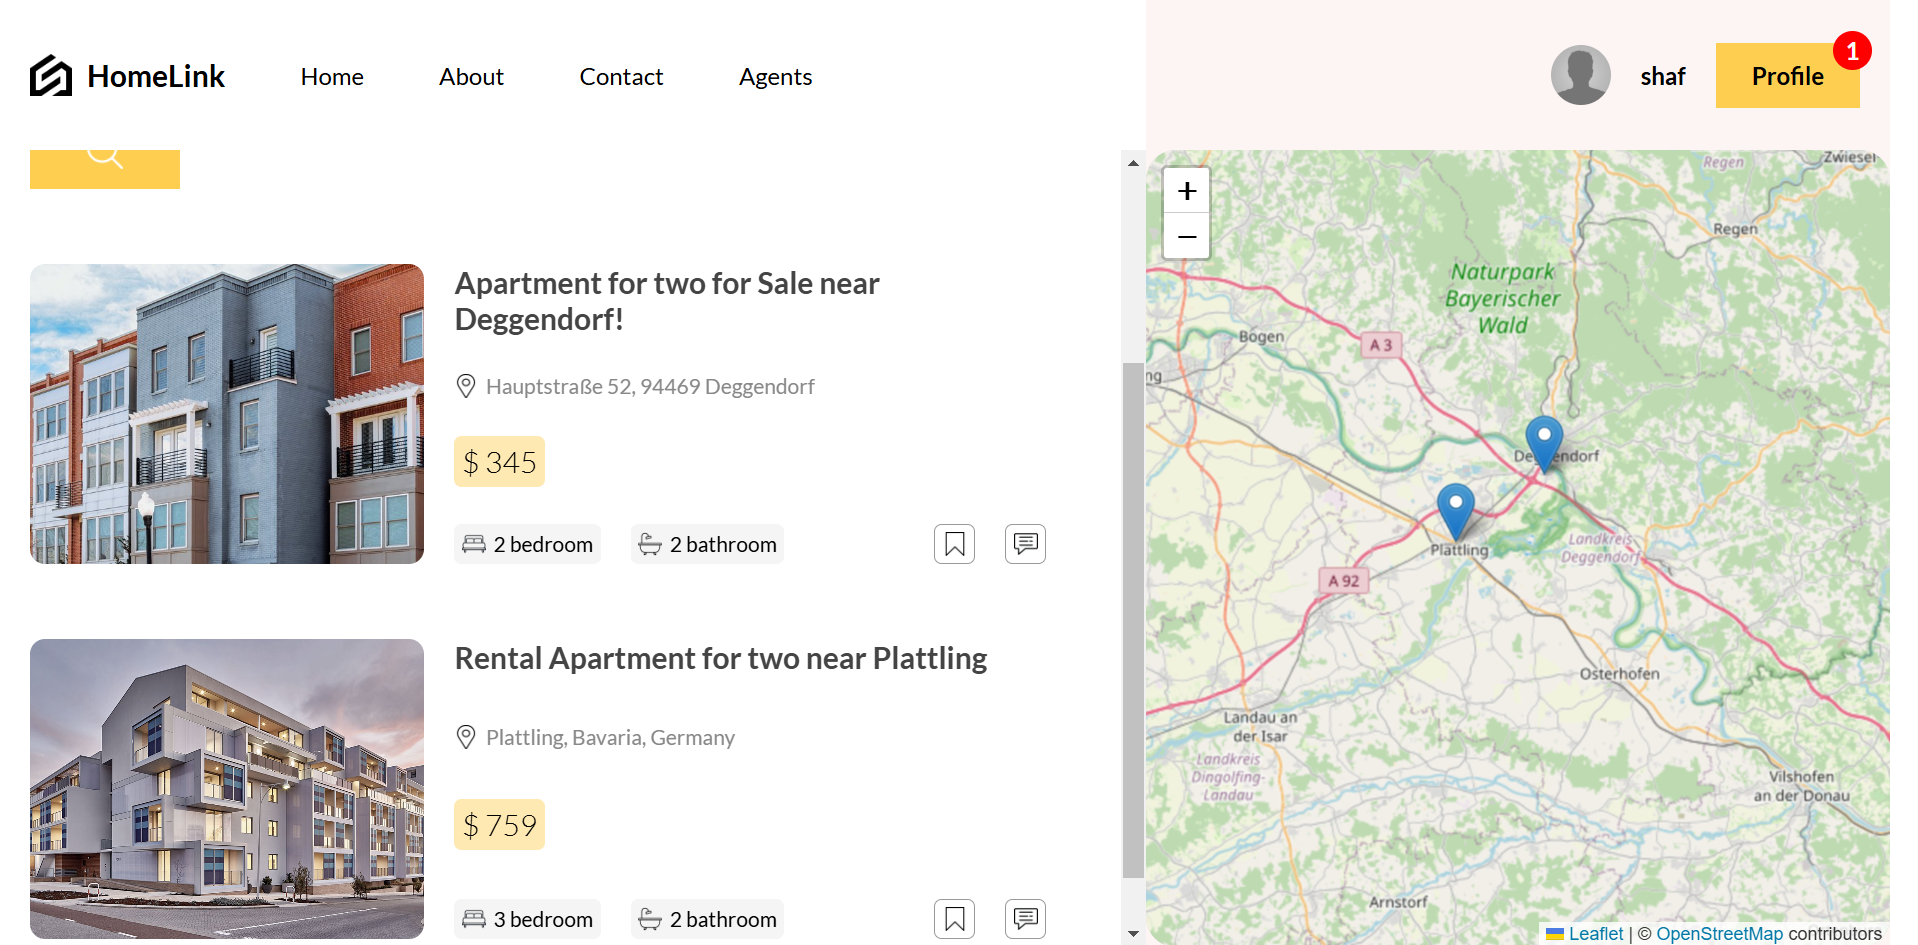 HomeLink
Home
About
Contact
Agents
shaf
Profile
1
Apartment for two for Sale near
Deggendorf!
Hauptstraße 52, 94469 Deggendorf
$ 345
2 bedroom
2 bathroom
Rental Apartment for two near Plattling
Plattling, Bavaria, Germany
$ 759
3 bedroom
2 bathroom
+
−
Zwiesel
Regen
Regen
Naturpark
Bayerischer
Wald
Bogen
A 3
ng
Deggendorf
Plattling
Landkreis
Deggendorf
A 92
Osterhofen
Landau an
der Isar
Landkreis
Dingolfing-
Landau
Vilshofen
an der Donau
Arnstorf
Leaflet | © OpenStreetMap contributors